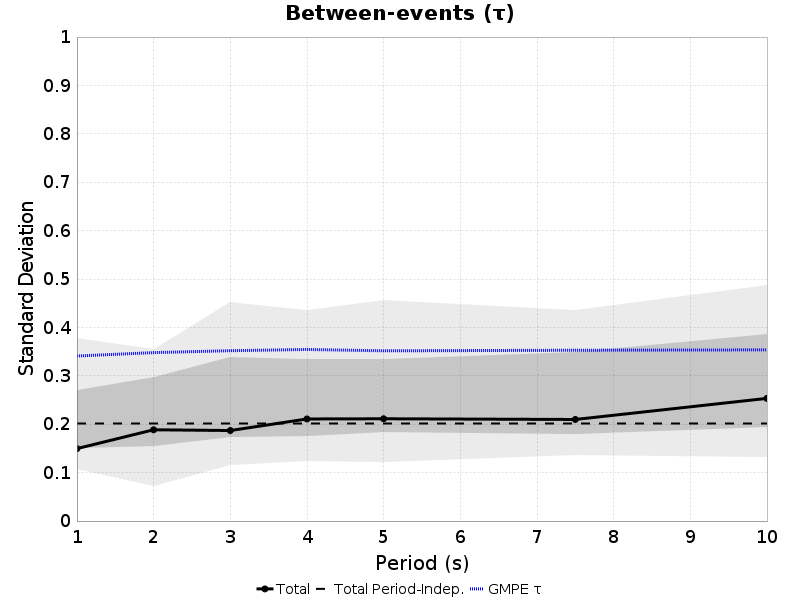 Between-events (τ)
1
0.9
0.8
0.7
0.6
0.5
0.4
0.3
0.2
0.1
0
Standard Deviation
1 2 3 4 5 6 7 8 9 10
Period (s)
Total Total Period-Indep. GMPE τ